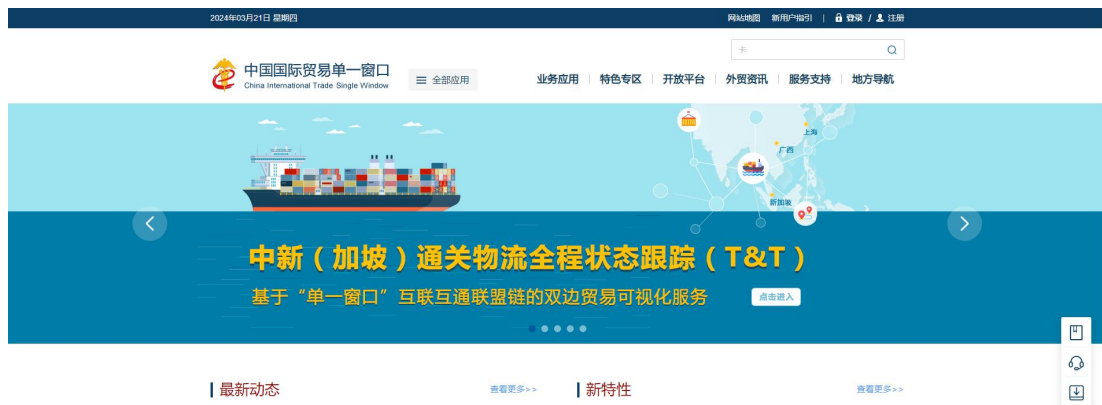 2024年03月21日 星期四
网站地图 新用户指引 | 登录 / 注册
卡
中国国际贸易单一窗口
China International Trade Single Window
全部应用
业务应用 | 特色专区 | 开放平台 | 外贸资讯 | 服务支持 | 地方导航
上海
广西
新加坡
中新（加坡）通关物流全程状态跟踪（T&T）
基于“单一窗口”互联互通联盟链的双边贸易可视化服务
点击进入
最新动态 查看更多>>
新特性 查看更多>>